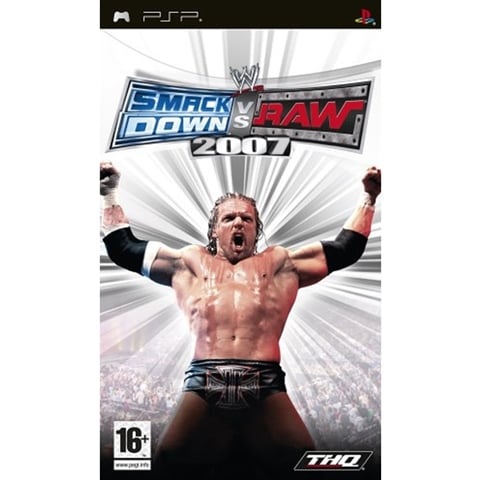 PSP
W
SMACK
DOWN
VS
RAW
2007
16+
www.pegi.info
THQ